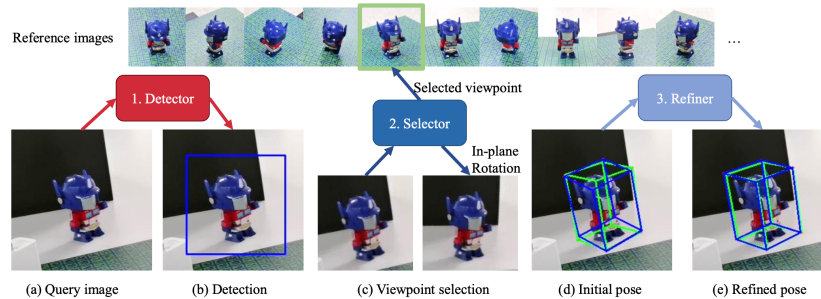 Reference images
...
1. Detector
Selected viewpoint
2. Selector
3. Refiner
In-plane
Rotation
(a) Query image
(b) Detection
(c) Viewpoint selection
(d) Initial pose
(e) Refined pose